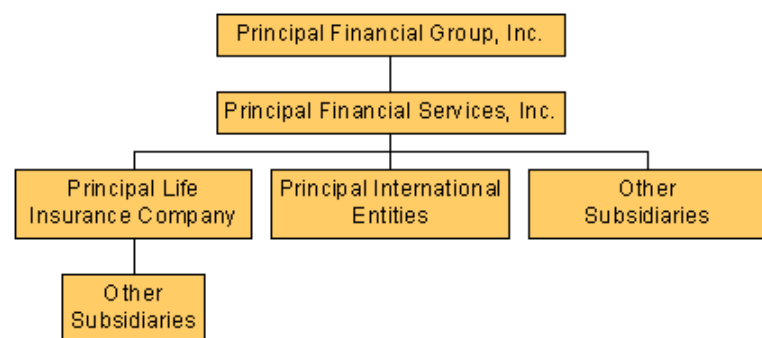 Principal Financial Group, Inc.
Principal Financial Services, Inc.
Principal Life
Insurance Company
Principal International
Entities
Other
Subsidiaries
Other
Subsidiaries